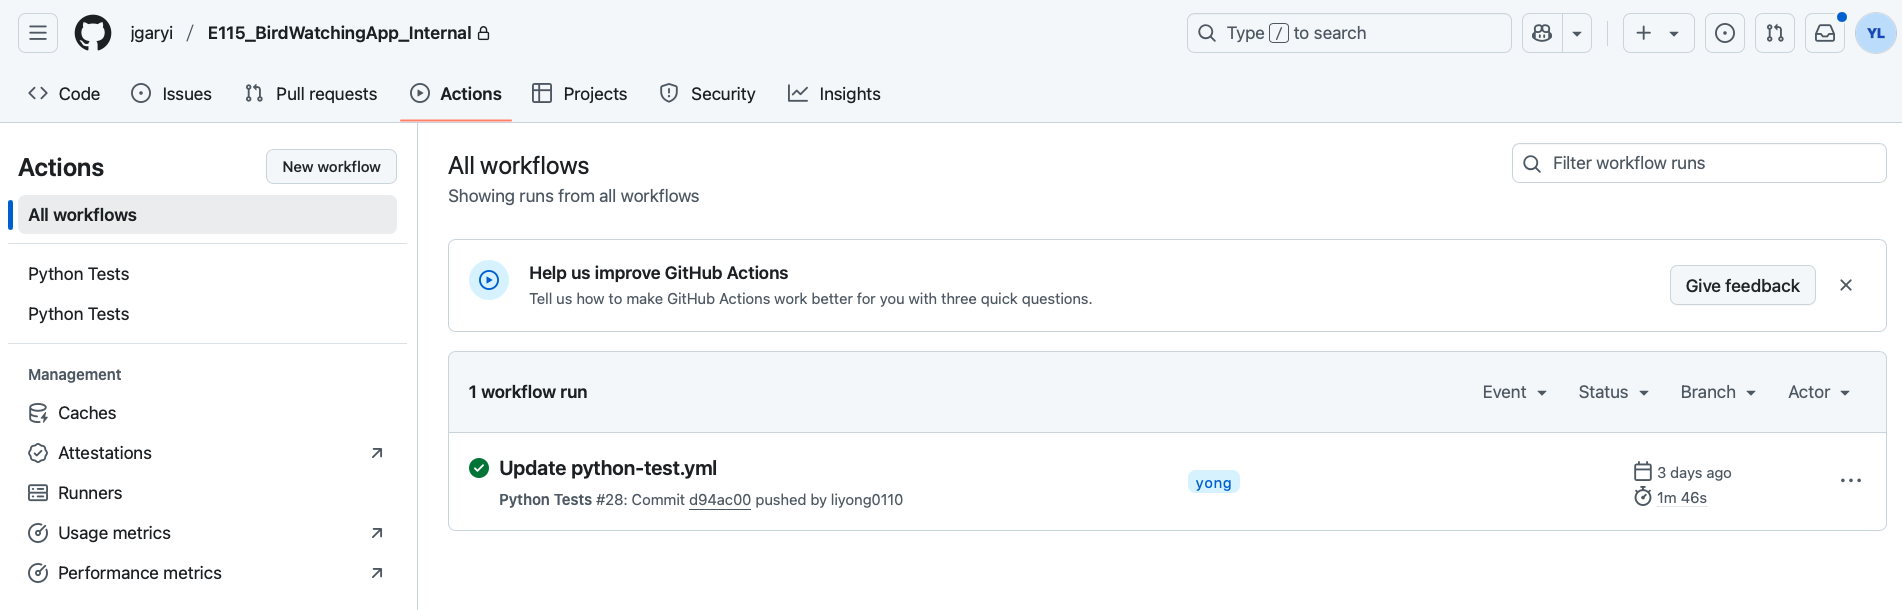 jgaryi / E115_BirdWatchingApp_Internal
Type / to search
YL
Code Issues Pull requests Actions Projects Security Insights
Actions
New workflow
All workflows
Python Tests
Python Tests
Management
Caches
Attestations
Runners
Usage metrics
Performance metrics
All workflows
Showing runs from all workflows
Filter workflow runs
Help us improve GitHub Actions
Tell us how to make GitHub Actions work better for you with three quick questions.
Give feedback
1 workflow run
Event Status Branch Actor
Update python-test.yml
Python Tests #28: Commit d94ac00 pushed by liyong0110
yong
3 days ago
1m 46s